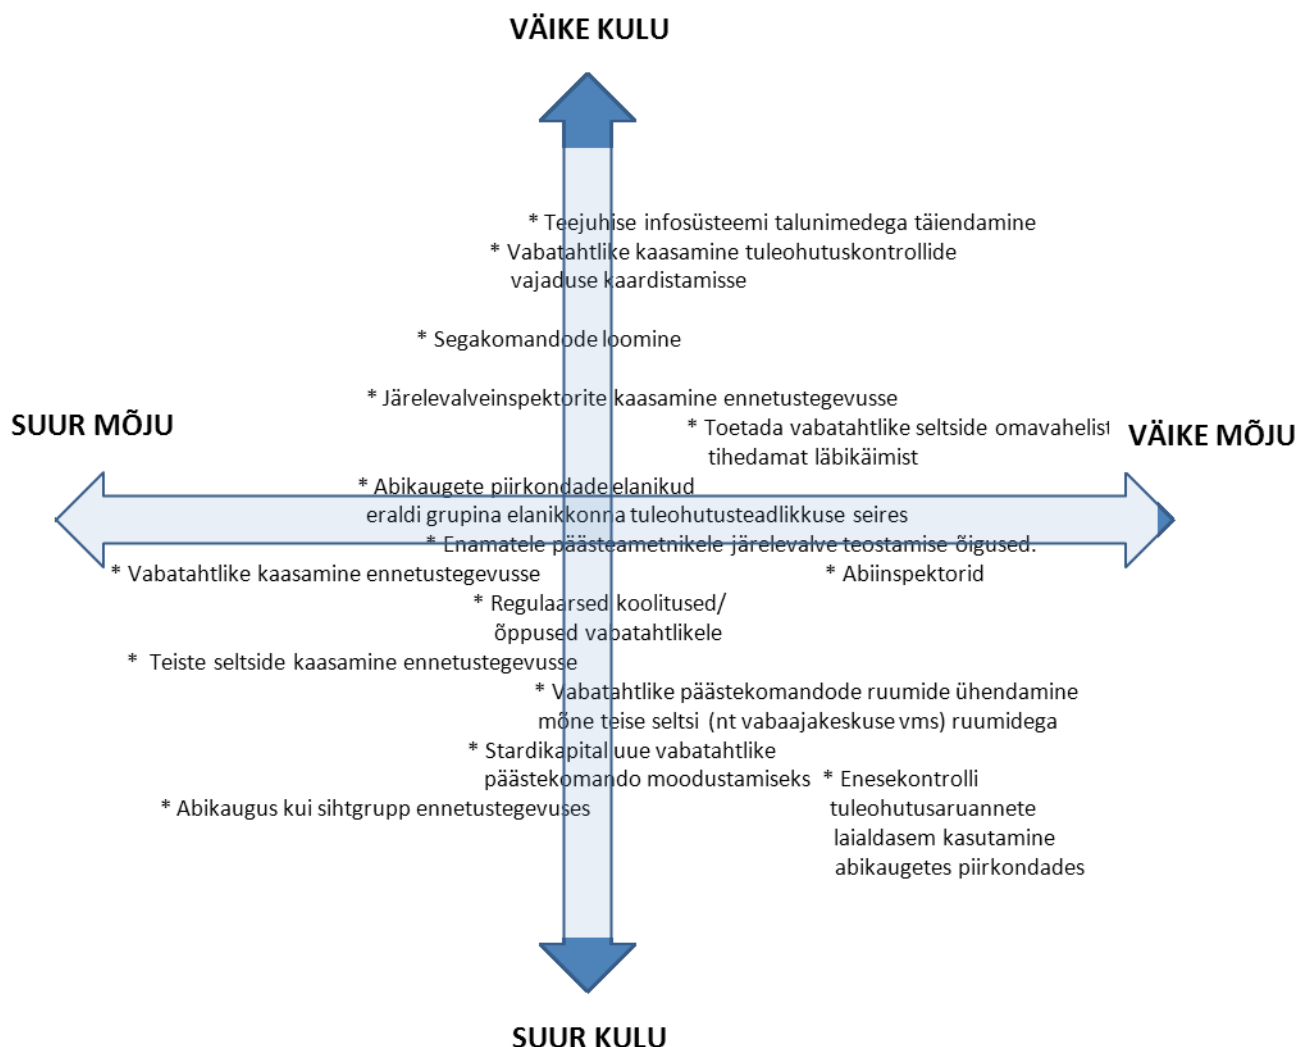 VÄIKE KULU
* Teejuhise infosüsteemi talunimedega täiendamine
* Vabatahtlike kaasamine tuleohutuskontrollide
vajaduse kaardistamisse
* Segakomandode loomine
* Järelevalveinspektorite kaasamine ennetustegevusse
SUUR MÕJU
* Toetada vabatahtlike seltside omavahelist
tihedamat läbikäimist
VÄIKE MÕJU
* Abikaugete piirkondade elanikud
eraldi grupina elanikkonna tuleohutusteadlikkuse seires
* Enamatele päästeametnikele järelevalve teostamise õigused.
* Vabatahtlike kaasamine ennetustegevusse
* Abiinspektorid
* Regulaarsed koolitused/
õppused vabatahtlikele
* Teiste seltside kaasamine ennetustegevusse
* Vabatahtlike päästekomandode ruumide ühendamine
mõne teise seltsi (nt vabaajakeskuse vms) ruumidega
* Stardikapital uue vabatahtlike
päästekomando moodustamiseks
* Enesekontrolli
tuleohutusaruannete
laialdasem kasutamine
abikaugetes piirkondades
* Abikaugus kui sihtgrupp ennetustegevuses
SUUR KULU